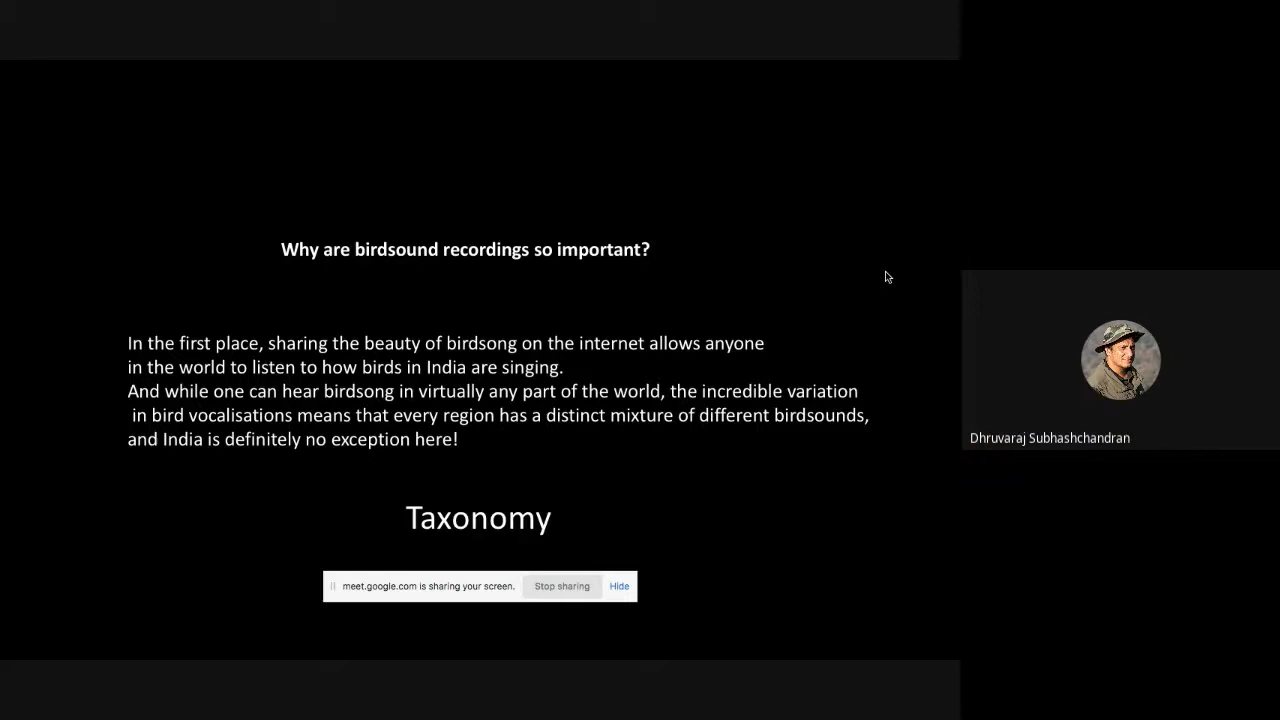 Why are birdsound recordings so important?
In the first place, sharing the beauty of birdsong on the internet allows anyone
in the world to listen to how birds in India are singing.
And while one can hear birdsong in virtually any part of the world, the incredible variation
in bird vocalisations means that every region has a distinct mixture of different birdsounds,
and India is definitely no exception here!
Dhruvaraj Subhashchandran
Taxonomy
meet.google.com is sharing your screen. Stop sharing Hide